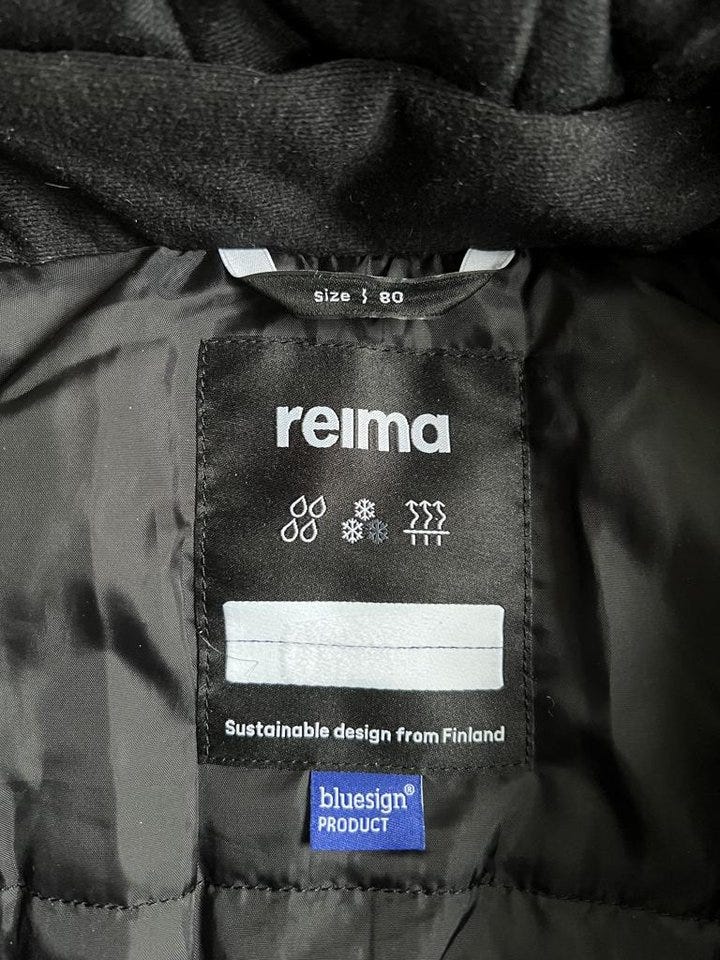 Size } 80
reima
Sustainable design from Finland
bluesign®
PRODUCT